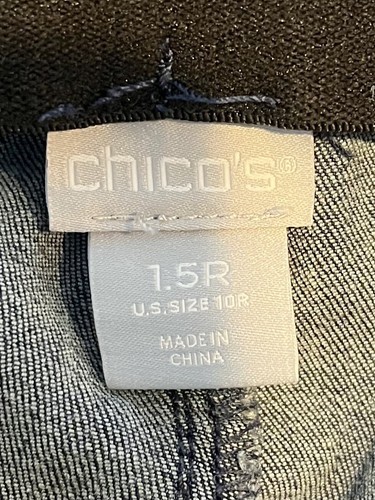 chico's®
1.5R
U.S. SIZE 10R
MADE IN
CHINA